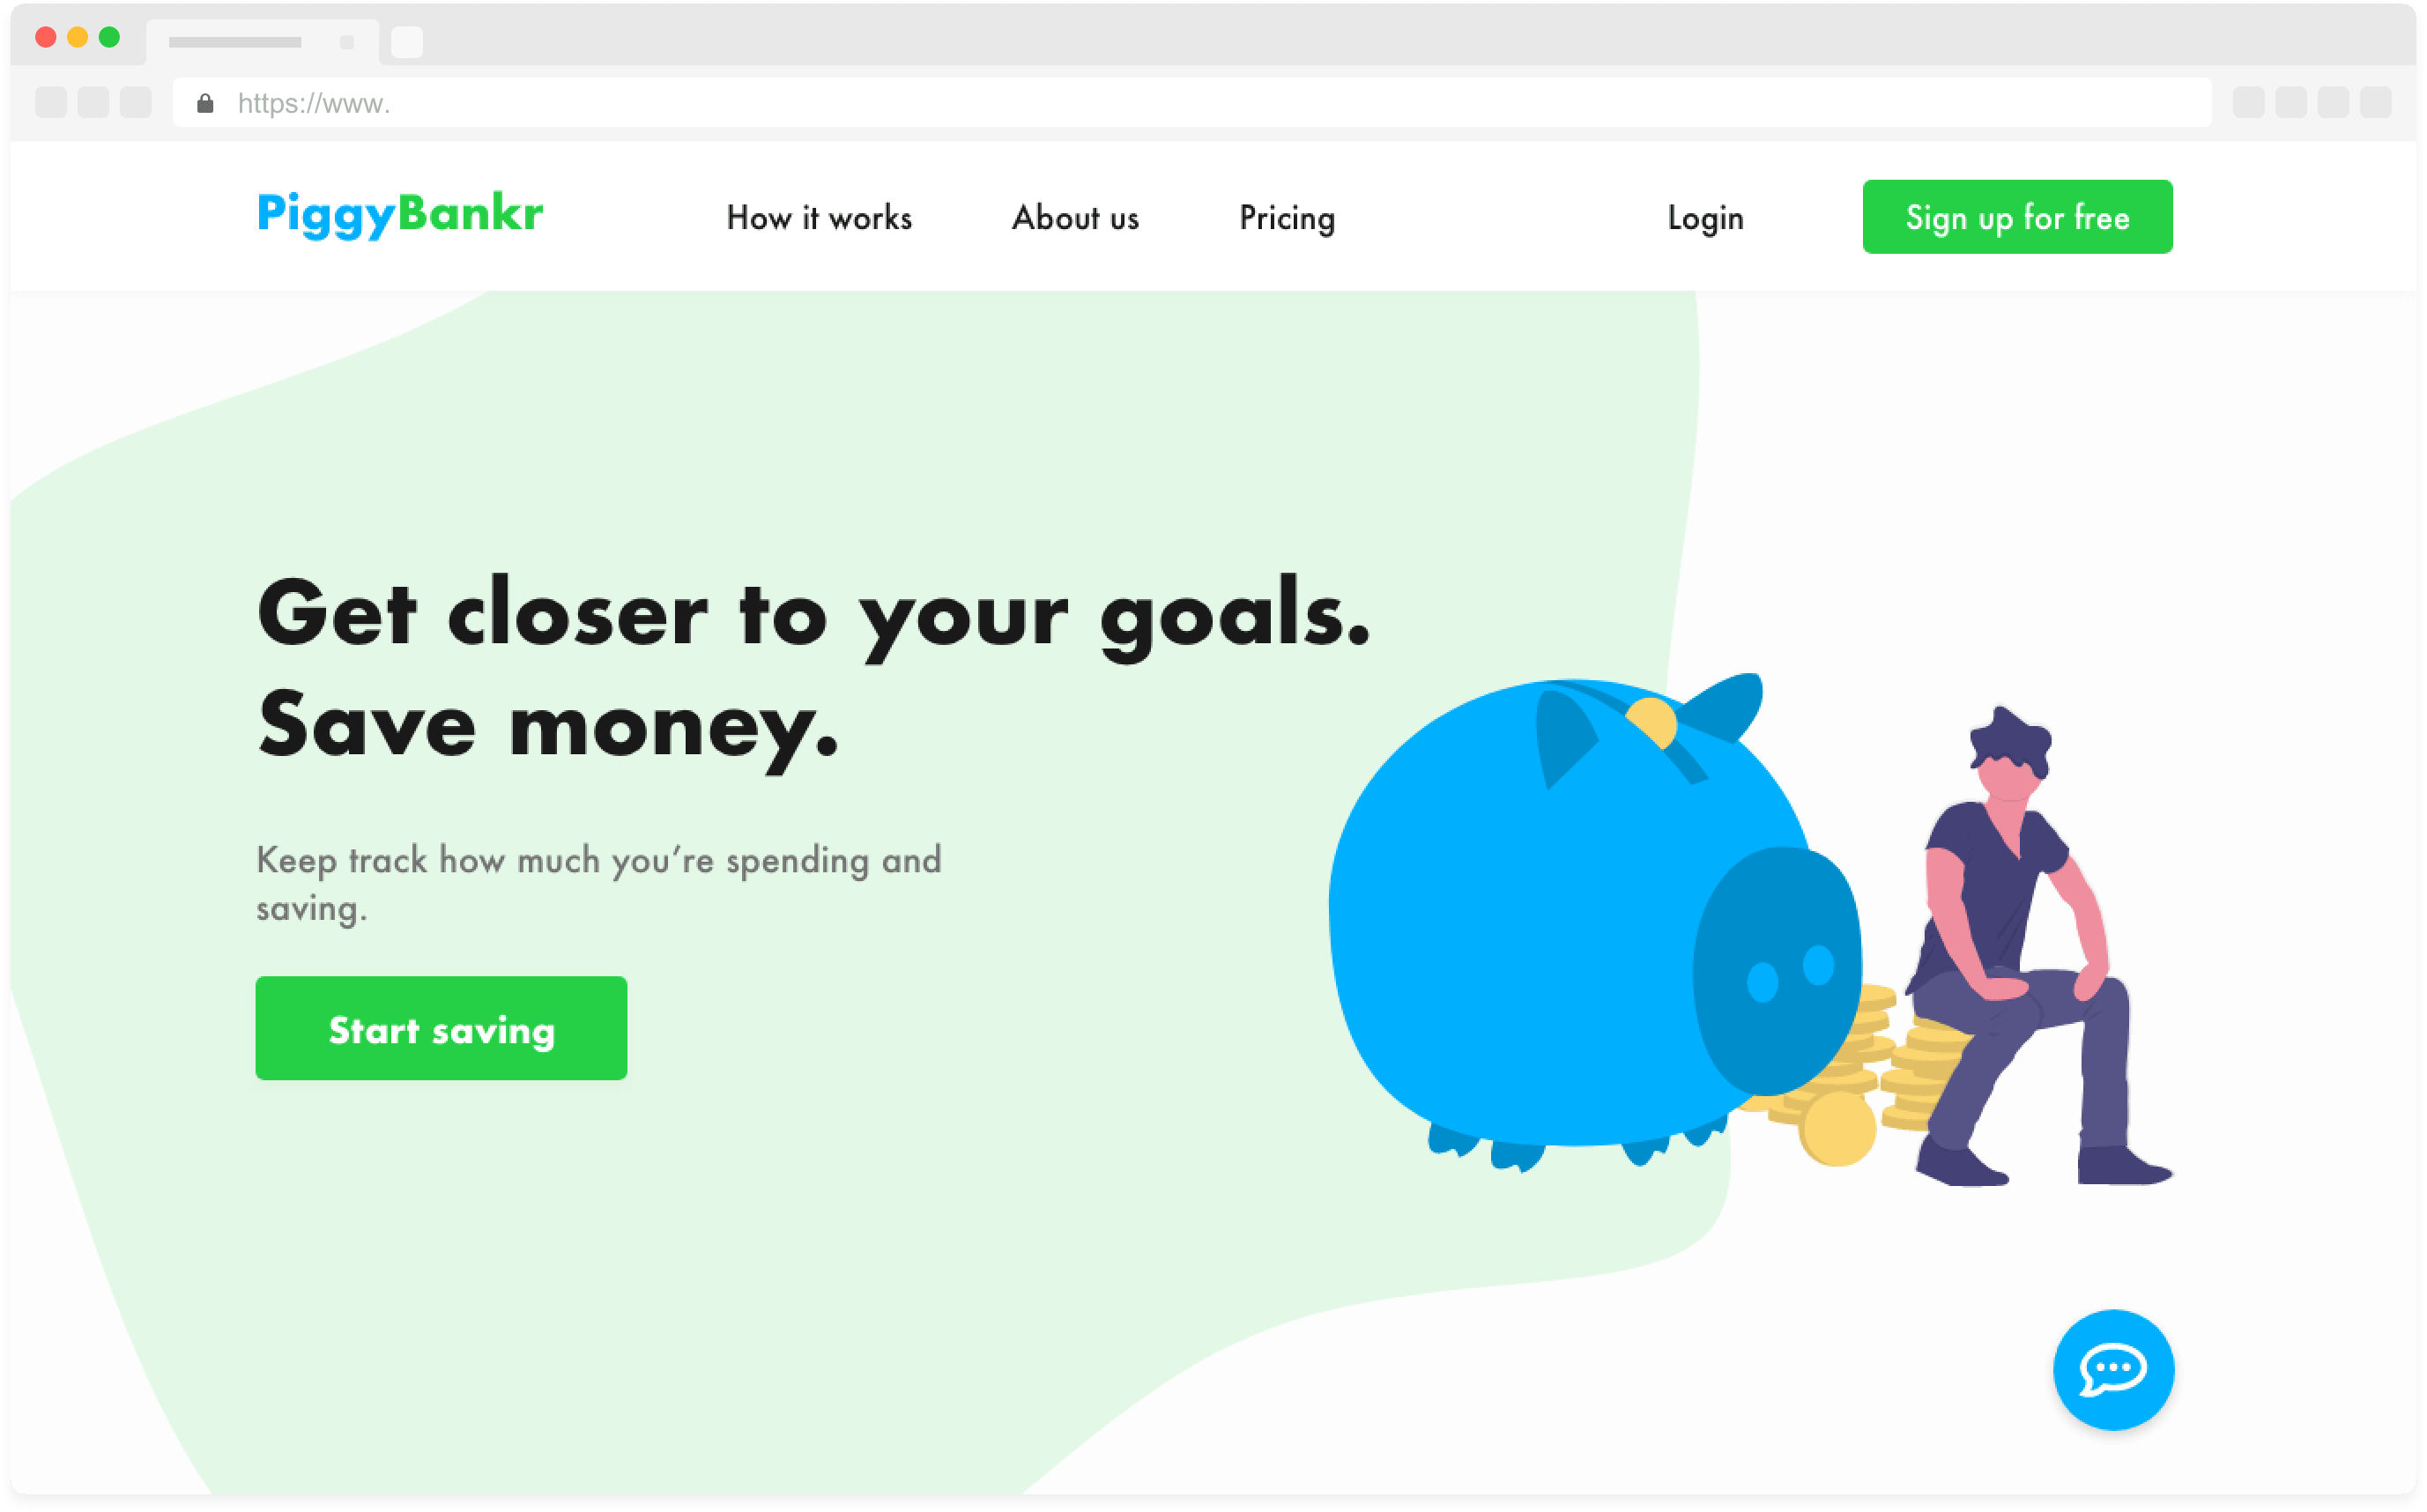 https://www.
PiggyBankr
How it works
About us
Pricing
Login
Sign up for free
Get closer to your goals.
Save money.
Keep track how much you’re spending and
saving.
Start saving